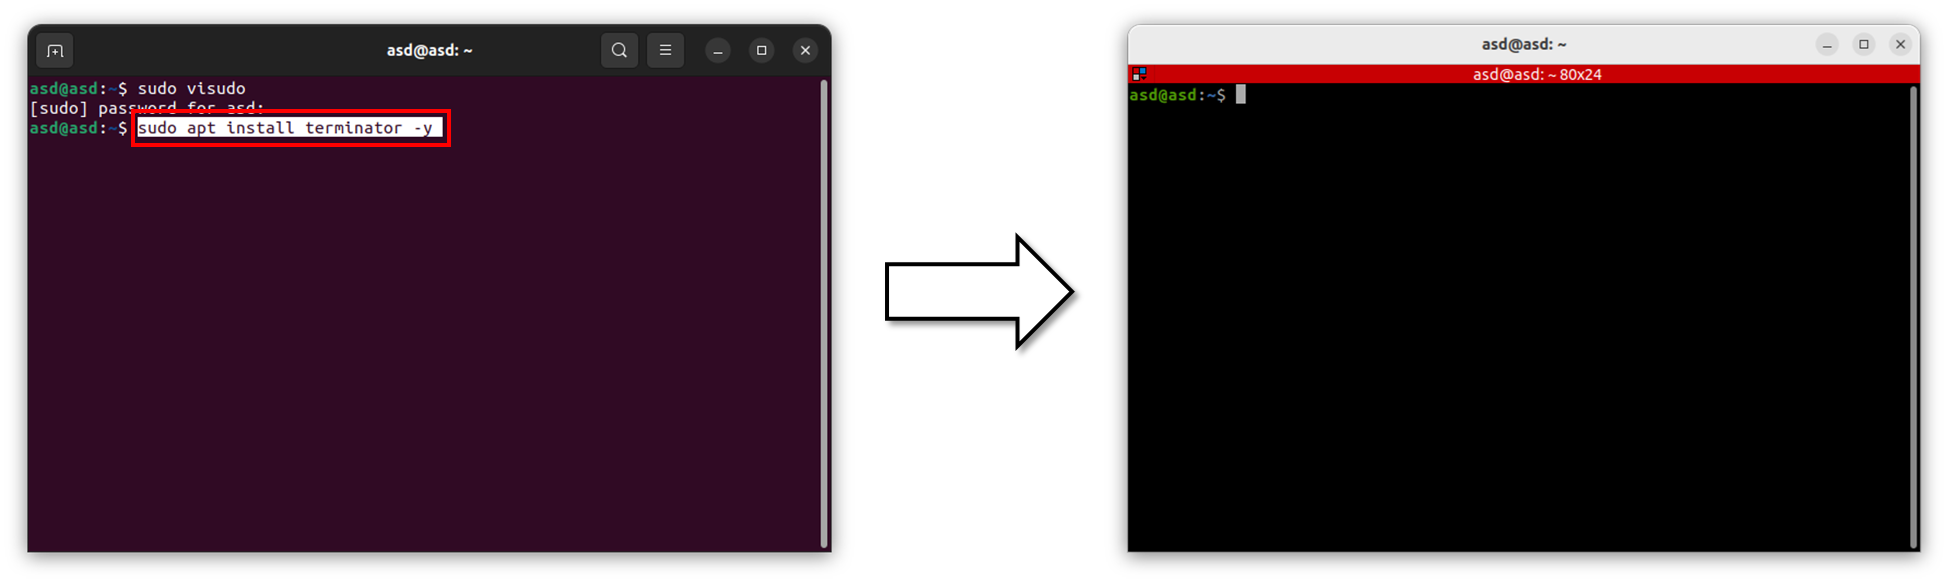 asd@asd: ~
asd@asd:~$ sudo visudo
[sudo] password for asd:
asd@asd:~$ sudo apt install terminator -y
asd@asd: ~
asd@asd: ~ 80x24
asd@asd:~$